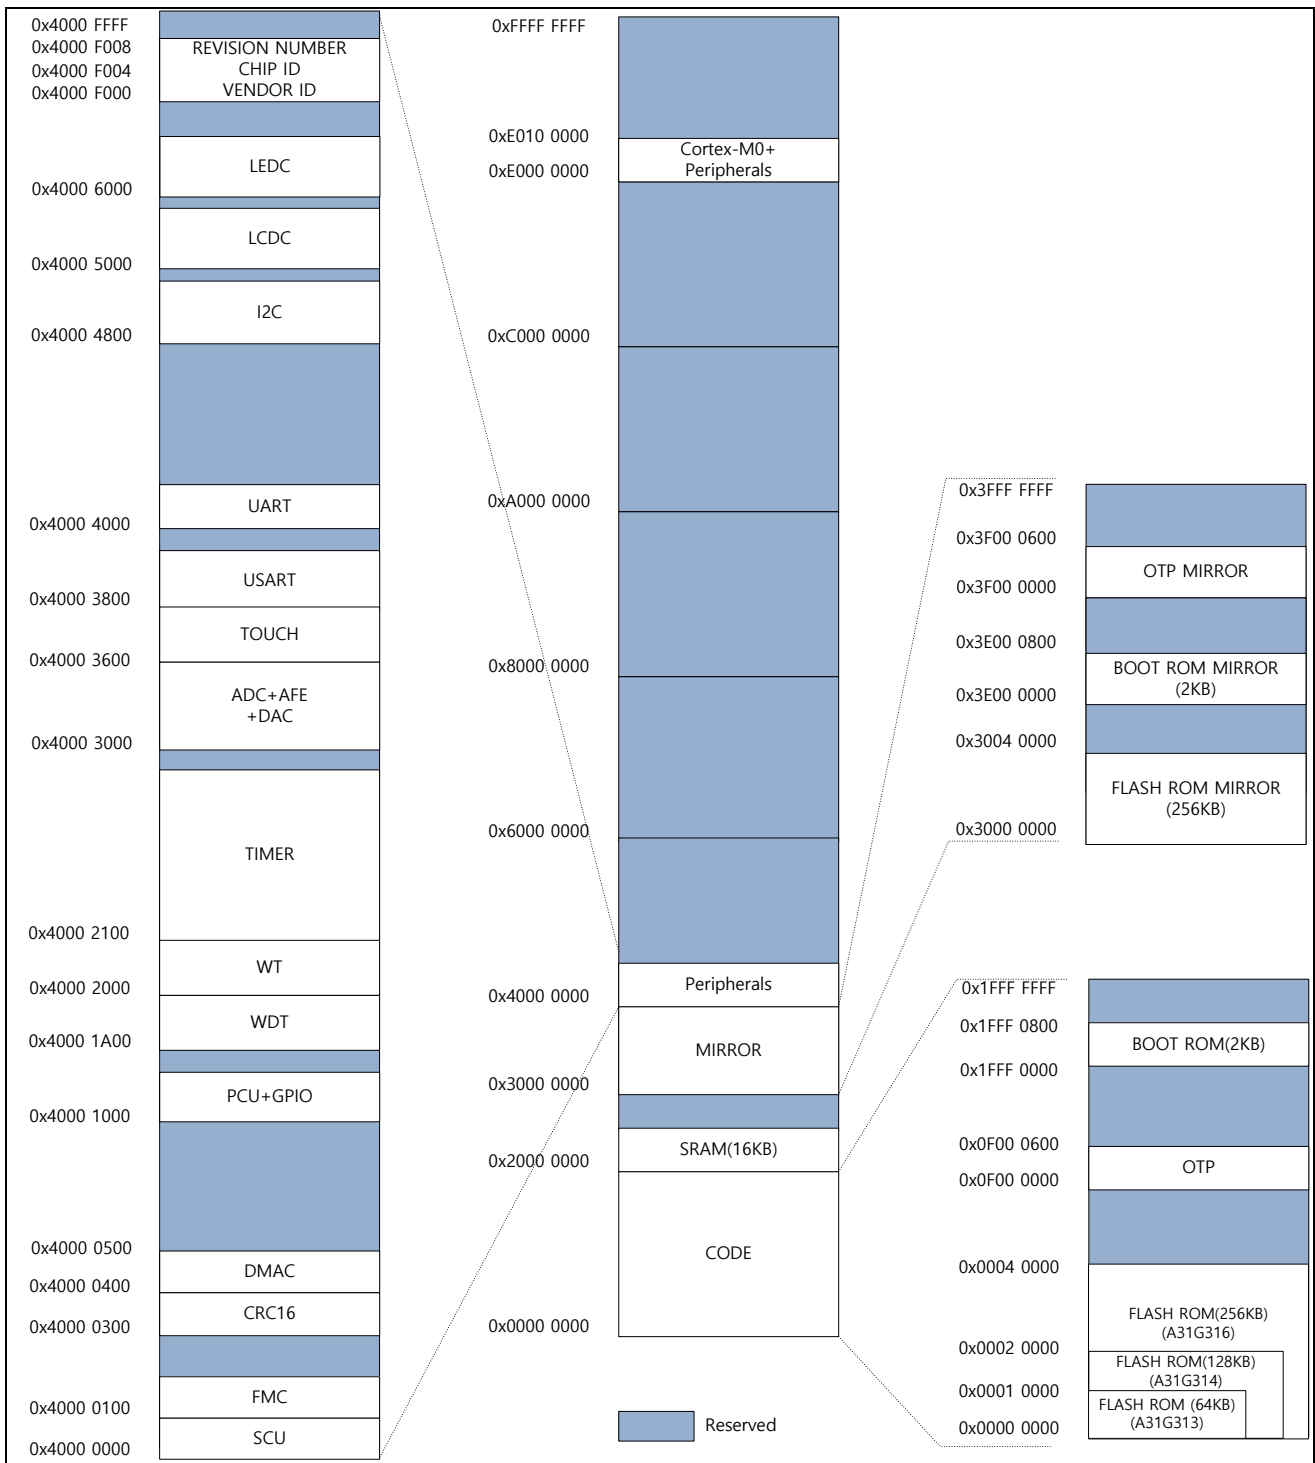 0x4000 FFFF
0x4000 F008
REVISION NUMBER
0x4000 F004
CHIP ID
0x4000 F000
VENDOR ID
LEDC
0x4000 6000
LCDC
0x4000 5000
I2C
0x4000 4800
UART
0x4000 4000
USART
0x4000 3800
TOUCH
0x4000 3600
ADC+AFE
+DAC
0x4000 3000
TIMER
0x4000 2100
WT
0x4000 2000
WDT
0x4000 1A00
PCU+GPIO
0x4000 1000
0x4000 0500
DMAC
0x4000 0400
CRC16
0x4000 0300
FMC
0x4000 0100
SCU
0x4000 0000
0xFFFF FFFF
0xE010 0000
Cortex-M0+
0xE000 0000
Peripherals
0xC000 0000
0xA000 0000
0x8000 0000
0x6000 0000
Peripherals
0x4000 0000
MIRROR
0x3000 0000
SRAM(16KB)
0x2000 0000
CODE
0x0000 0000
Reserved
0x3FFF FFFF
0x3F00 0600
OTP MIRROR
0x3F00 0000
0x3E00 0800
BOOT ROM MIRROR
(2KB)
0x3E00 0000
0x3004 0000
FLASH ROM MIRROR
(256KB)
0x3000 0000
0x1FFF FFFF
0x1FFF 0800
BOOT ROM(2KB)
0x1FFF 0000
0x0F00 0600
OTP
0x0F00 0000
0x0004 0000
FLASH ROM(256KB)
(A31G316)
0x0002 0000
FLASH ROM(128KB)
(A31G314)
0x0001 0000
FLASH ROM (64KB)
(A31G313)
0x0000 0000